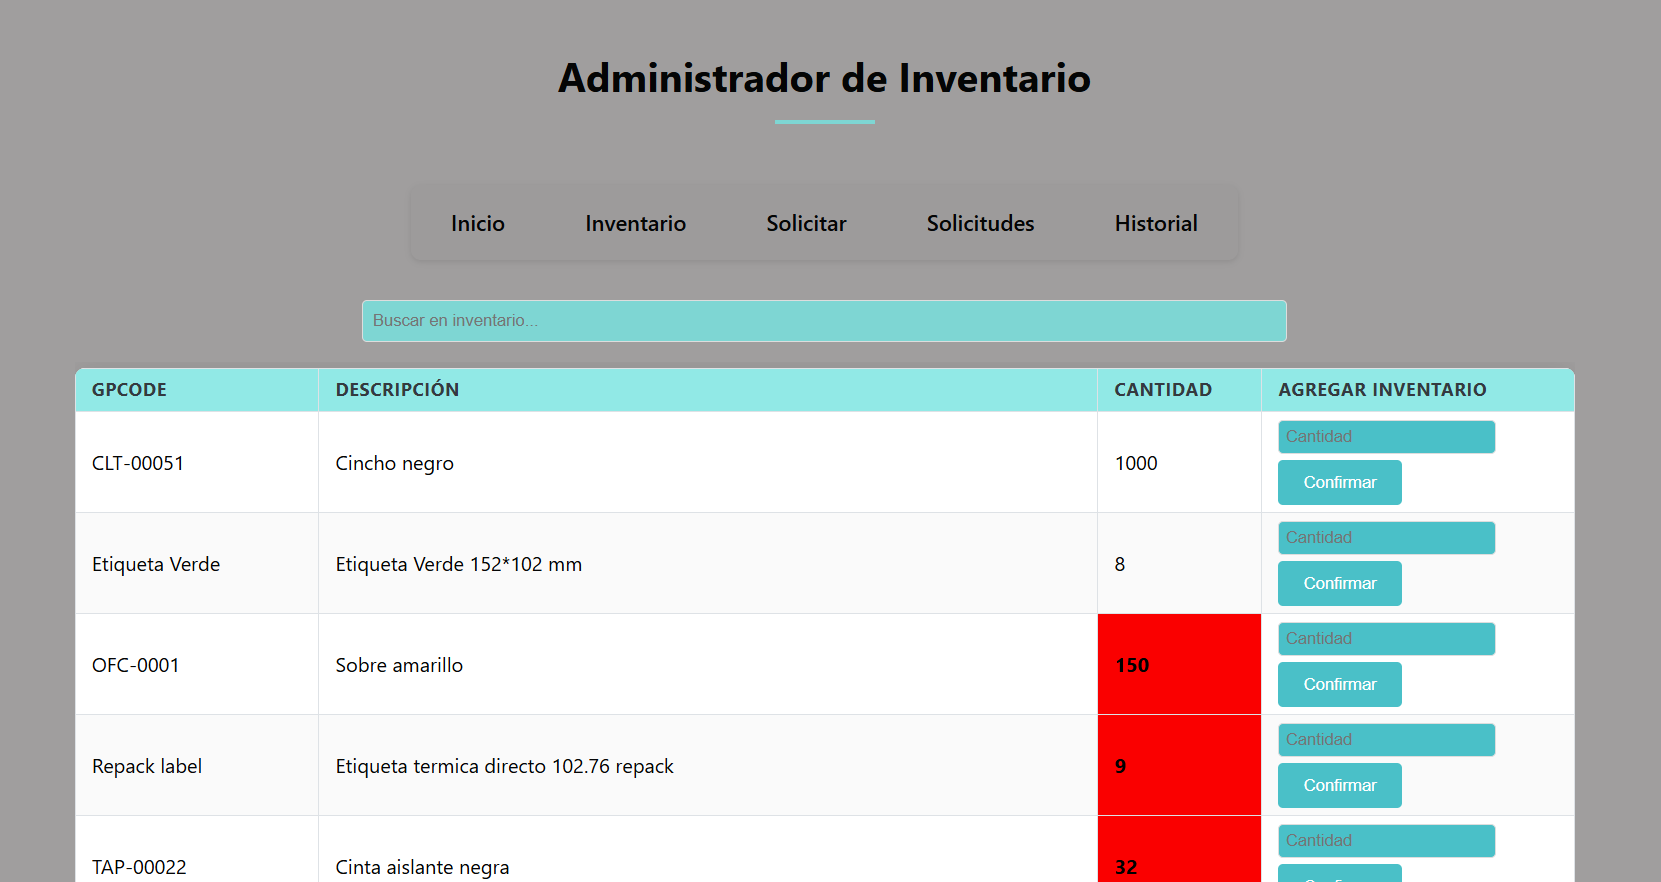 Administrador de Inventario
Inicio Inventario Solicitar Solicitudes Historial
Buscar en inventario...
GPCODE DESCRIPCIÓN CANTIDAD AGREGAR INVENTARIO
CLT-00051 Cincho negro 1000 Cantidad
Confirmar
Etiqueta Verde Etiqueta Verde 152*102 mm 8 Cantidad
Confirmar
OFC-0001 Sobre amarillo 150 Cantidad
Confirmar
Repack label Etiqueta termica directo 102.76 repack 9 Cantidad
Confirmar
TAP-00022 Cinta aislante negra 32 Cantidad